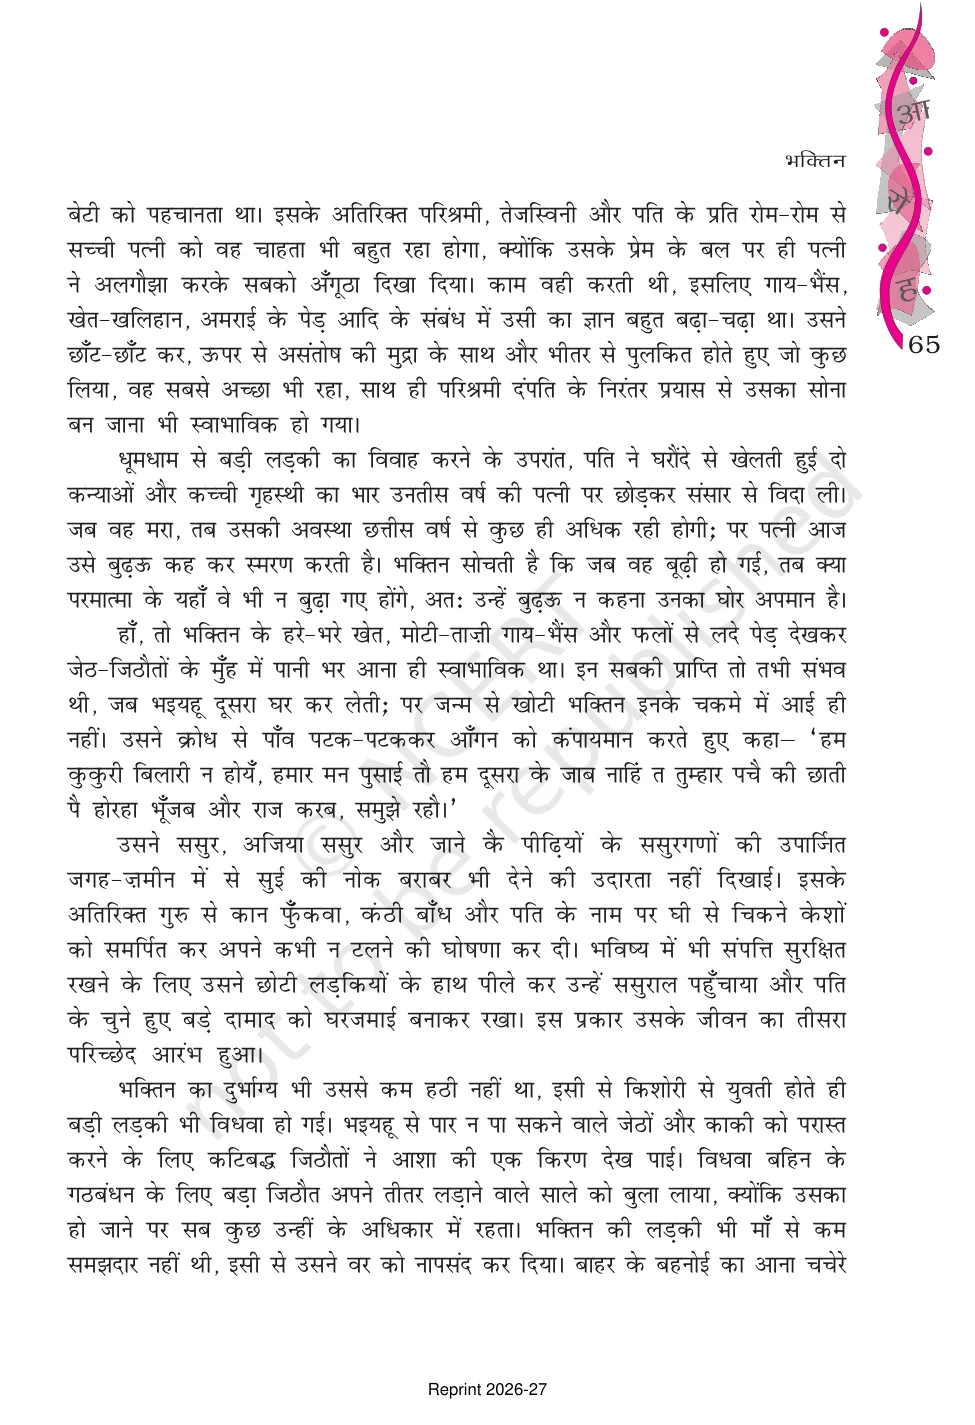 भक्तिन
65
बेटी को पहचानता था। इसके अतिरिक्त परिश्रमी, तेजस्विनी और पति के प्रति रोम-रोम से
सच्ची पत्नी को वह चाहता भी बहुत रहा होगा, क्योंकि उसके प्रेम के बल पर ही पत्नी
ने अलगौझा करके सबको अँगूठा दिखा दिया। काम वही करती थी, इसलिए गाय-भैंस,
खेत-खलिहान, अमराई के पेड़ आदि के संबंध में उसी का ज्ञान बहुत बढ़ा-चढ़ा था। उसने
छाँट-छाँट कर, ऊपर से असंतोष की मुद्रा के साथ और भीतर से पुलकित होते हुए जो कुछ
लिया, वह सबसे अच्छा भी रहा, साथ ही परिश्रमी दंपति के निरंतर प्रयास से उसका सोना
बन जाना भी स्वाभाविक हो गया।
धूमधाम से बड़ी लड़की का विवाह करने के उपरांत, पति ने घरौंदे से खेलती हुई दो
कन्याओं और कच्ची गृहस्थी का भार उनतीस वर्ष की पत्नी पर छोड़कर संसार से विदा ली।
जब वह मरा, तब उसकी अवस्था छत्तीस वर्ष से कुछ ही अधिक रही होगी; पर पत्नी आज
उसे बुढ़ऊ कह कर स्मरण करती है। भक्तिन सोचती है कि जब वह बूढ़ी हो गई, तब क्या
परमात्मा के यहाँ वे भी न बुढ़ा गए होंगे, अतः उन्हें बुढ़ऊ न कहना उनका घोर अपमान है।
हाँ, तो भक्तिन के हरे-भरे खेत, मोटी-ताज़ी गाय-भैंस और फलों से लदे पेड़ देखकर
जेठ-जिठौतों के मुँह में पानी भर आना ही स्वाभाविक था। इन सबकी प्राप्ति तो तभी संभव
थी, जब भइयहू दूसरा घर कर लेती; पर जन्म से खोटी भक्तिन इनके चकमे में आई ही
नहीं। उसने क्रोध से पाँव पटक-पटककर आँगन को कंपायमान करते हुए कहा– ‘हम
कुकुरी बिलारी न होयँ, हमार मन पुसाई तौ हम दूसरा के जाब नाहिं त तुम्हार पचै की छाती
पै होरहा भूँजब और राज करब, समुझे रहौ।’
उसने ससुर, अजिया ससुर और जाने कै पीढ़ियों के ससुरगणों की उपार्जित
जगह-ज़मीन में से सुई की नोक बराबर भी देने की उदारता नहीं दिखाई। इसके
अतिरिक्त गुरु से कान फुँकवा, कंठी बाँध और पति के नाम पर घी से चिकने केशों
को समर्पित कर अपने कभी न टलने की घोषणा कर दी। भविष्य में भी संपत्ति सुरक्षित
रखने के लिए उसने छोटी लड़कियों के हाथ पीले कर उन्हें ससुराल पहुँचाया और पति
के चुने हुए बड़े दामाद को घरजमाई बनाकर रखा। इस प्रकार उसके जीवन का तीसरा
परिच्छेद आरंभ हुआ।
भक्तिन का दुर्भाग्य भी उससे कम हठी नहीं था, इसी से किशोरी से युवती होते ही
बड़ी लड़की भी विधवा हो गई। भइयहू से पार न पा सकने वाले जेठों और काकी को परास्त
करने के लिए कटिबद्ध जिठौतों ने आशा की एक किरण देख पाई। विधवा बहिन के
गठबंधन के लिए बड़ा जिठौत अपने तीतर लड़ाने वाले साले को बुला लाया, क्योंकि उसका
हो जाने पर सब कुछ उन्हीं के अधिकार में रहता। भक्तिन की लड़की भी माँ से कम
समझदार नहीं थी, इसी से उसने वर को नापसंद कर दिया। बाहर के बहनोई का आना चचेरे
© NCERT
not to be republished
Reprint 2026-27